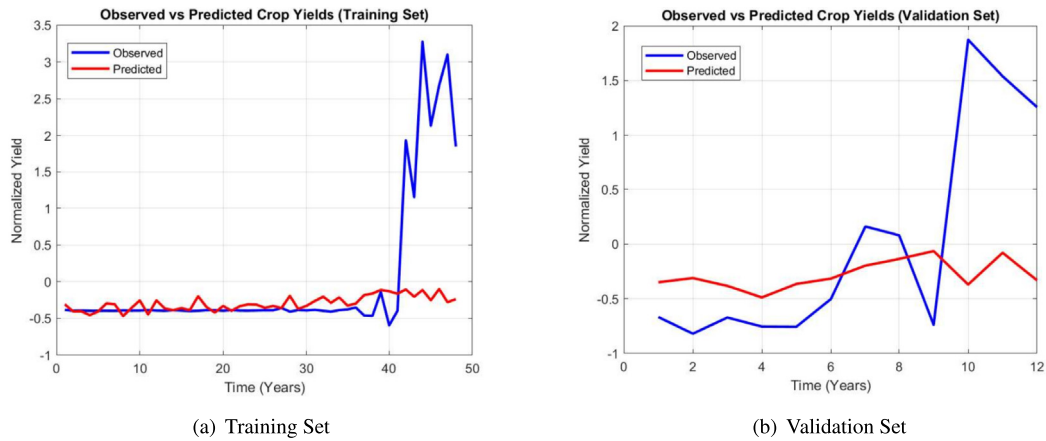 Observed vs Predicted Crop Yields (Training Set)
3.5
3
2.5
2
1.5
1
0.5
0
-0.5
-1
Normalized Yield
Observed
Predicted
0 10 20 30 40 50
Time (Years)
(a) Training Set
Observed vs Predicted Crop Yields (Validation Set)
2
1.5
1
0.5
0
-0.5
-1
Normalized Yield
Observed
Predicted
0 2 4 6 8 10 12
Time (Years)
(b) Validation Set